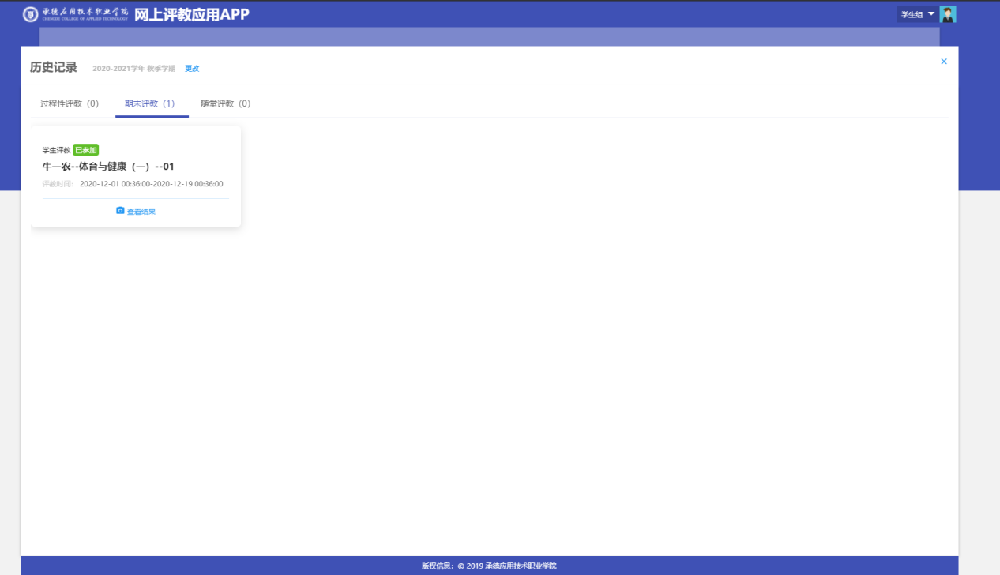 承德应用技术职业学院 网上评教应用APP
CHENGDE COLLEGE OF APPLIED TECHNOLOGY
学生组
历史记录 2020-2021学年 秋季学期 更改
×
过程性评教（0） 期末评教（1） 随堂评教（0）
学生评教 已参加
牛一农--体育与健康（一）--01
评教时间： 2020-12-01 00:36:00-2020-12-19 00:36:00
查看结果
版权信息：© 2019 承德应用技术职业学院